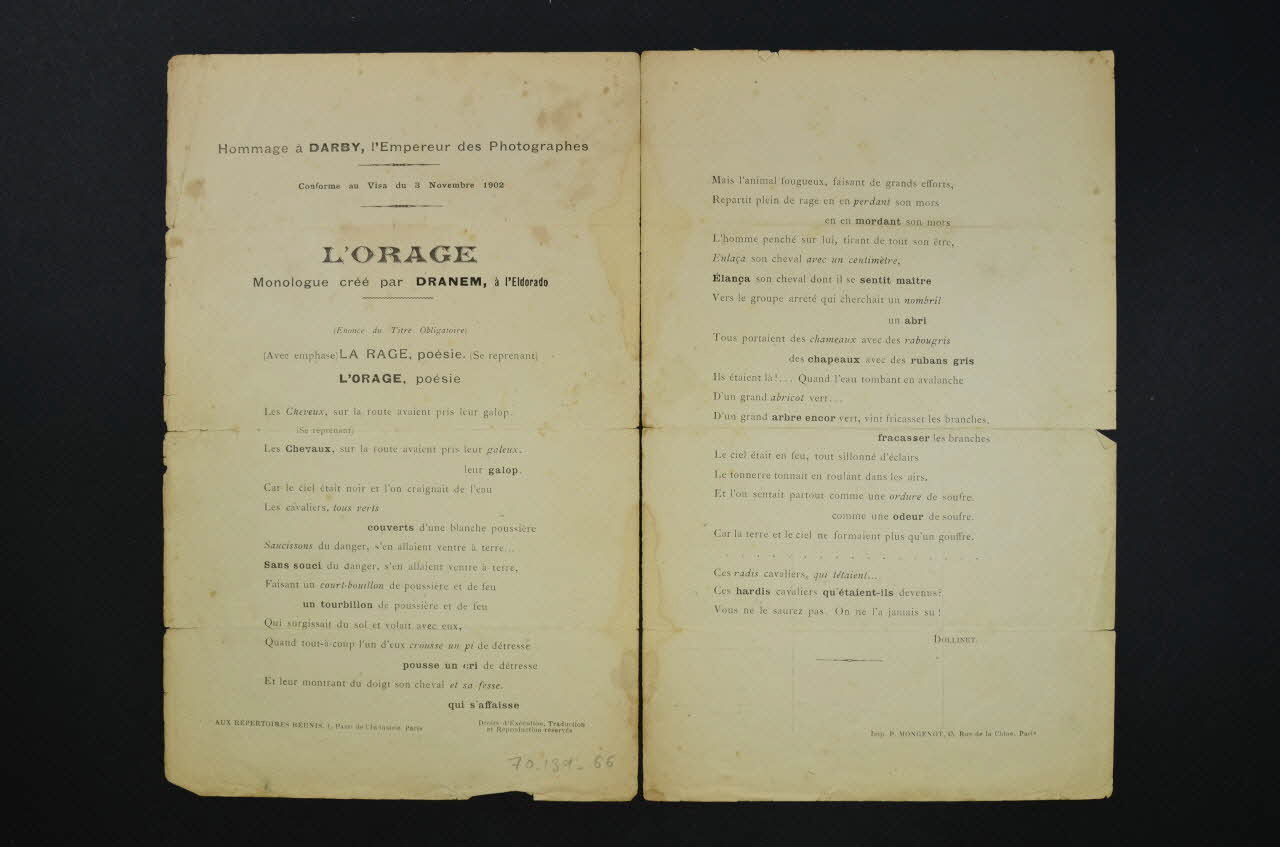 Hommage à DARBY, l'Empereur des Photographes
Conforme au Visa du 3 Novembre 1902
L'ORAGE
Monologue créé par DRANEM, à l'Eldorado
(Enonce du Titre Obligatoire)
(Avec emphase) LA RAGE, poésie. (Se reprenant)
L'ORAGE, poésie
Les Cheveux, sur la route avaient pris leur galop.
(Se reprenant)
Les Chevaux, sur la route avaient pris leur galeux.
leur galop.
Car le ciel était noir et l'on craignait de l'eau
Les cavaliers, tous verts
couverts d'une blanche poussière
Saucissons du danger, s'en allaient ventre à terre...
Sans souci du danger, s'en allaient ventre à terre,
Faisant un court-bouillon de poussière et de feu
un tourbillon de poussière et de feu
Qui surgissait du sol et volait avec eux,
Quand tout-à-coup l'un d'eux crousse un pi de détresse
pousse un cri de détresse
Et leur montrant du doigt son cheval et sa fesse.
qui s'affaisse
AUX RÉPERTOIRES RÉUNIS, 1, Pass. de l'Industrie, Paris
Droits d'Exécution, Traduction
et Reproduction réservés
70.139-66
Mais l'animal fougueux, faisant de grands efforts,
Repartit plein de rage en en perdant son mors
en en mordant son mors
L'homme penché sur lui, tirant de tout son être,
Enlaça son cheval avec un centimètre,
Élança son cheval dont il se sentit maître
Vers le groupe arrêté qui cherchait un nombril
un abri
Tous portaient des chameaux avec des rabougris
des chapeaux avec des rubans gris
Ils étaient là!... Quand l'eau tombant en avalanche
D'un grand abricot vert...
D'un grand arbre encor vert, vint fricasser les branches,
fracasser les branches
Le ciel était en feu, tout sillonné d'éclairs
Le tonnerre tonnait en roulant dans les airs,
Et l'on sentait partout comme une ordure de soufre.
comme une odeur de soufre.
Car la terre et le ciel ne formaient plus qu'un gouffre.
. . . . . . . . . . . . . . . . . .
Ces radis cavaliers, qui tétaient...
Ces hardis cavaliers qu'étaient-ils devenus?
Vous ne le saurez pas. On ne l'a jamais su!
DOLLINET.
Imp. P. MONGENOT, Rue de la Chine, Paris